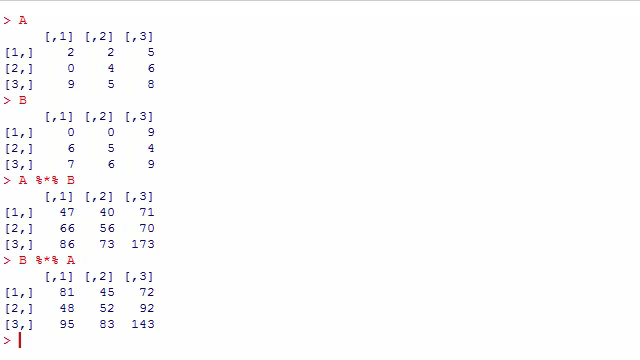 > A
     [,1] [,2] [,3]
[1,]    2    2    5
[2,]    0    4    6
[3,]    9    5    8
> B
     [,1] [,2] [,3]
[1,]    0    0    9
[2,]    6    5    4
[3,]    7    6    9
> A %*% B
     [,1] [,2] [,3]
[1,]   47   40   71
[2,]   66   56   70
[3,]   86   73  173
> B %*% A
     [,1] [,2] [,3]
[1,]   81   45   72
[2,]   48   52   92
[3,]   95   83  143
>